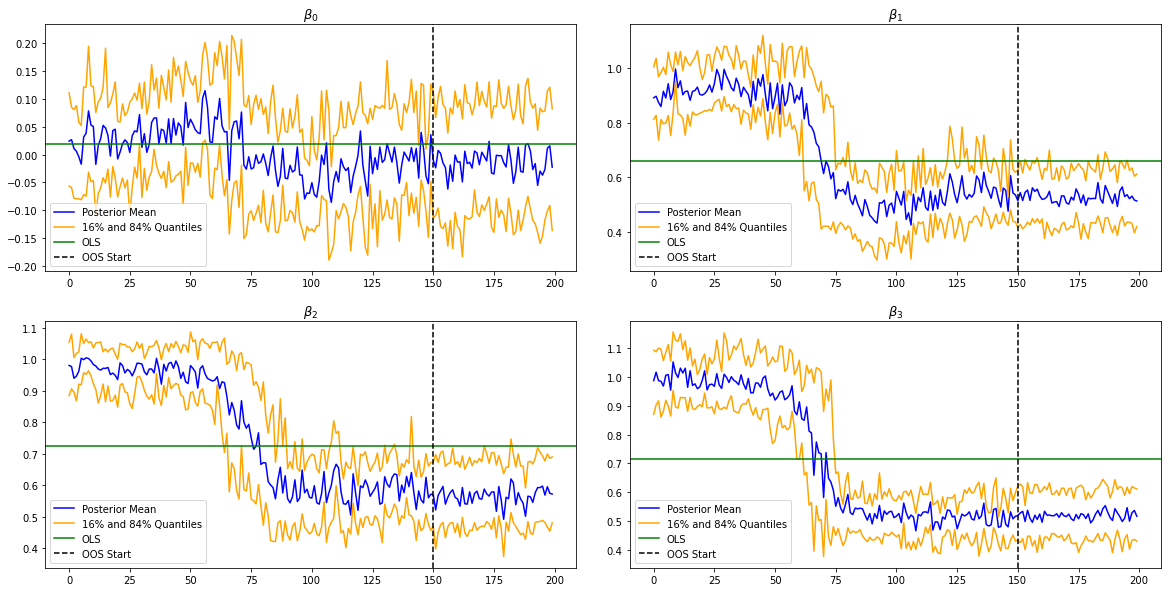 β0
0.20
0.15
0.10
0.05
0.00
−0.05
−0.10
−0.15
−0.20
0 25 50 75 100 125 150 175 200
Posterior Mean
16% and 84% Quantiles
OLS
OOS Start
β1
1.0
0.8
0.6
0.4
0 25 50 75 100 125 150 175 200
Posterior Mean
16% and 84% Quantiles
OLS
OOS Start
β2
1.1
1.0
0.9
0.8
0.7
0.6
0.5
0.4
0 25 50 75 100 125 150 175 200
Posterior Mean
16% and 84% Quantiles
OLS
OOS Start
β3
1.1
1.0
0.9
0.8
0.7
0.6
0.5
0.4
0 25 50 75 100 125 150 175 200
Posterior Mean
16% and 84% Quantiles
OLS
OOS Start